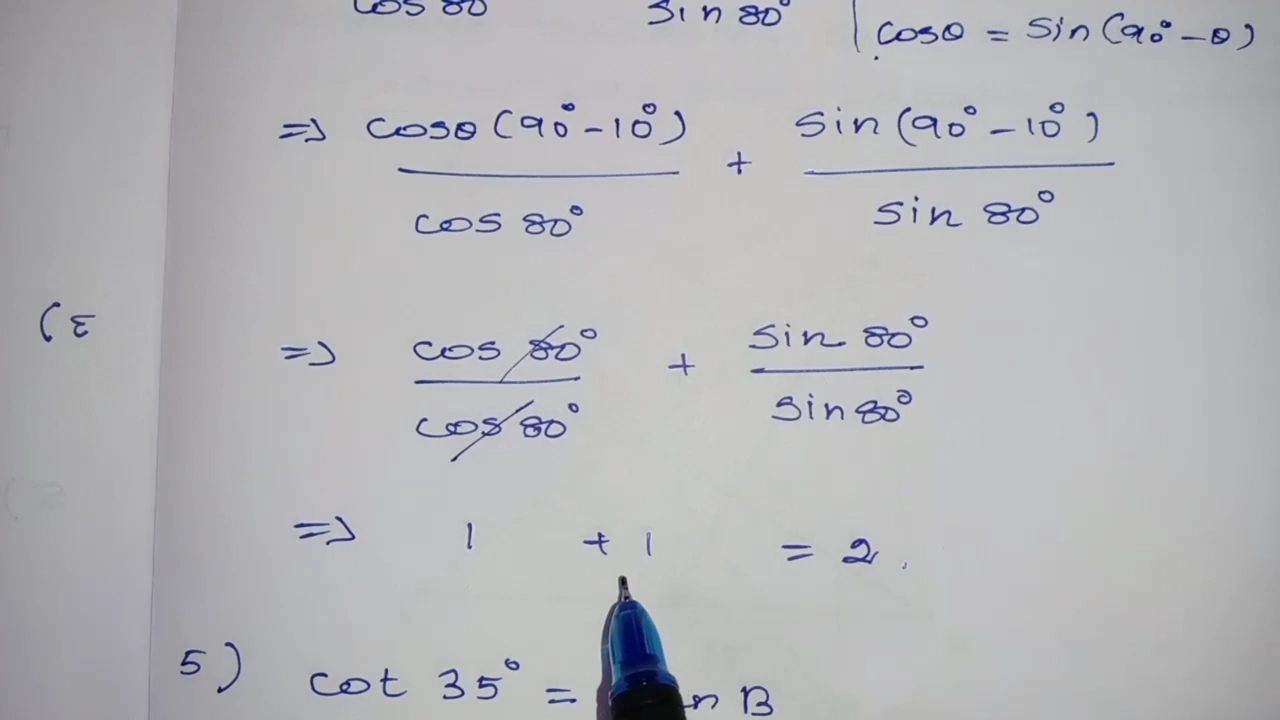 cos 80 sin 80° | cosθ = sin(90° - θ)
=> cosθ (90° - 10°) / cos 80° + sin (90° - 10°) / sin 80°
=> cos 80° / cos 80° + sin 80° / sin 80°
=> 1 + 1 = 2.
5) cot 35° = n B